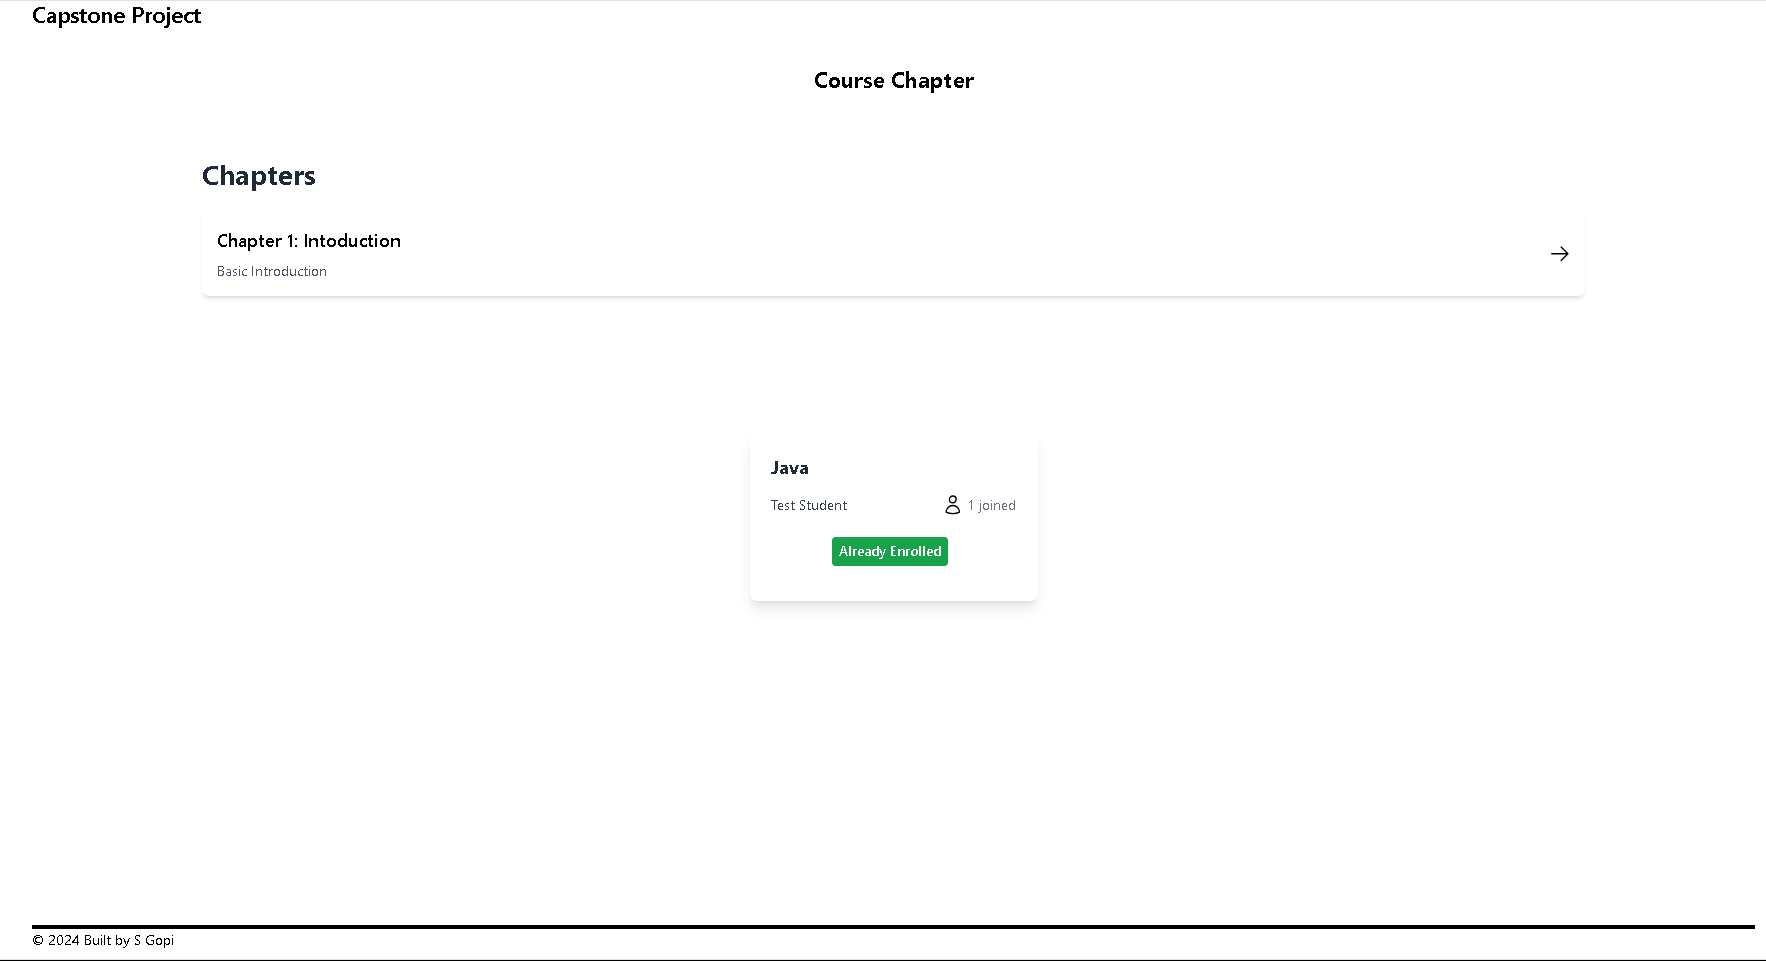 Capstone Project
Course Chapter
Chapters
Chapter 1: Intoduction
Basic Introduction
Java
Test Student
1 joined
Already Enrolled
© 2024 Built by S Gopi